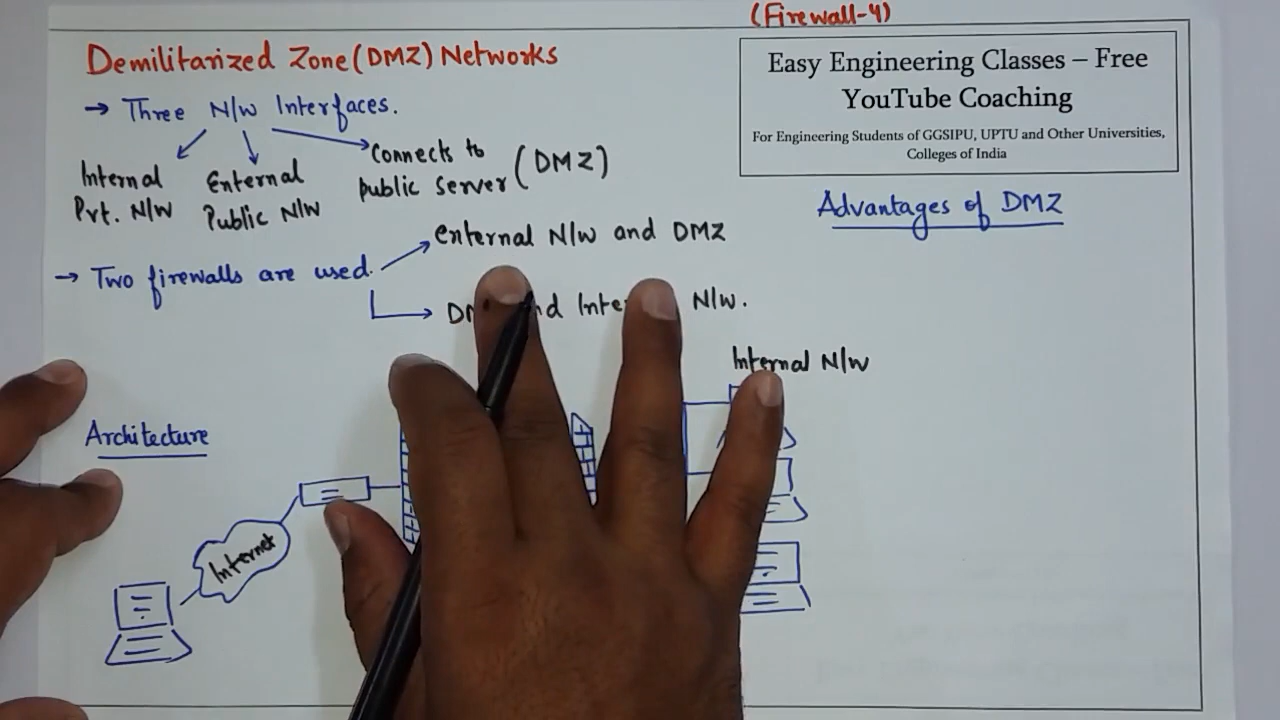 (Firewall-4)
Demilitarized Zone (DMZ) Networks
Easy Engineering Classes – Free
YouTube Coaching
For Engineering Students of GGSIPU, UPTU and Other Universities,
Colleges of India
→ Three N/w Interfaces.
Internal
Pvt. N/w
External
Public N/w
Connects to
public server (DMZ)
Advantages of DMZ
→ Two firewalls are used.
→ External N/w and DMZ
→ and N/w.
Internal N/w
Architecture
Internet